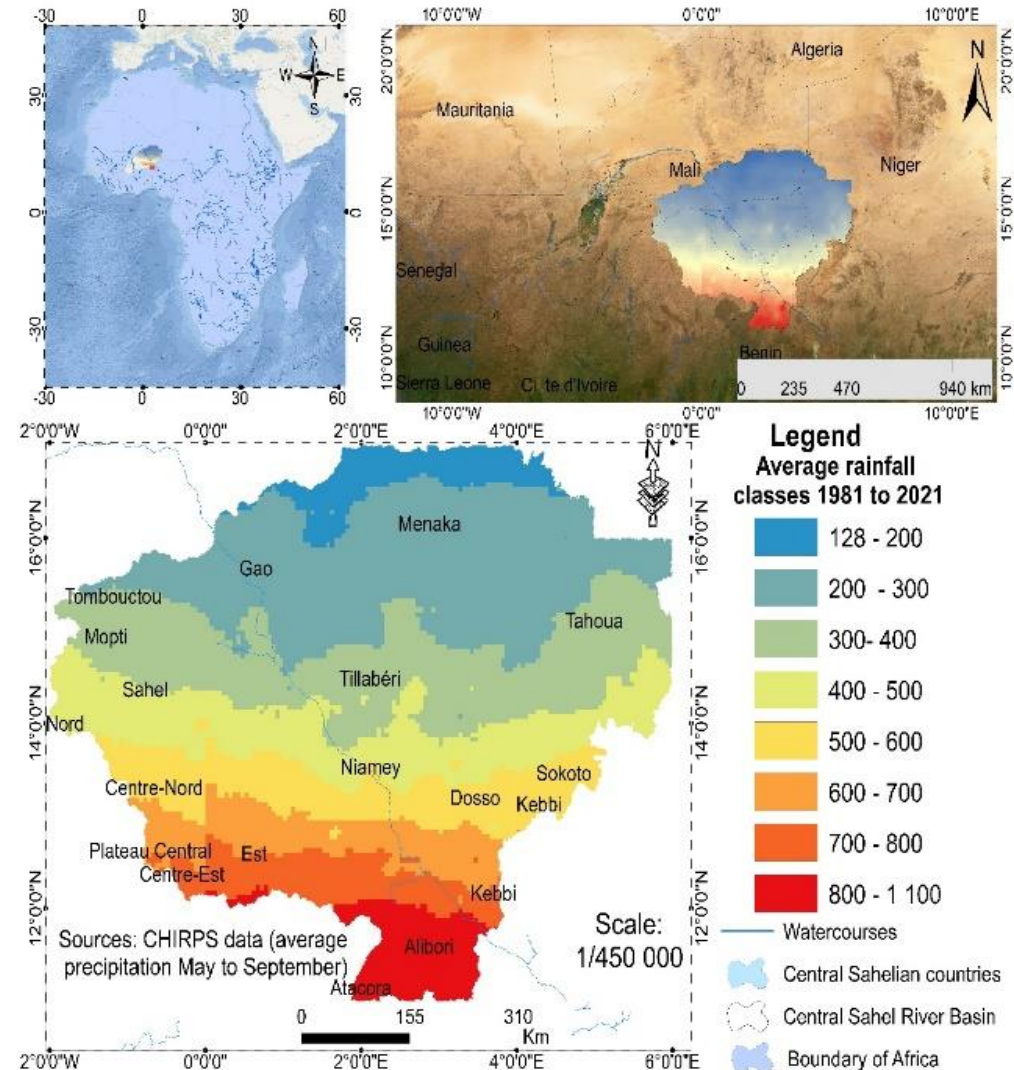 -30 0 30 60
30 30
0 0
-30 -30
-30 0 30 60
N
W E
S
10°0'0"W 0°0'0" 10°0'0"E
20°0'0"N 20°0'0"N
15°0'0"N 15°0'0"N
10°0'0"N 10°0'0"N
N
Algeria
Mauritania
Mali
Niger
Senegal
Guinea
Benin
Sierra Leone
Côte d'Ivoire
0 235 470 940 km
10°0'0"W 0°0'0" 10°0'0"E
2°0'0"W 0°0'0" 2°0'0"E 4°0'0"E 6°0'0"E
N
16°0'0"N 16°0'0"N
14°0'0"N 14°0'0"N
12°0'0"N 12°0'0"N
Menaka
Gao
Tombouctou
Tahoua
Mopti
Tillabéri
Sahel
Nord
Niamey
Sokoto
Centre-Nord
Dosso
Kebbi
Plateau Central
Est
Centre-Est
Kebbi
Alibori
Atacora
Sources: CHIRPS data (average
precipitation May to September)
Scale:
1/450 000
0 155 310
Km
2°0'0"W 0°0'0" 2°0'0"E 4°0'0"E 6°0'0"E
Legend
Average rainfall
classes 1981 to 2021
128 - 200
200 - 300
300- 400
400 - 500
500 - 600
600 - 700
700 - 800
800 - 1 100
Watercourses
Central Sahelian countries
Central Sahel River Basin
Boundary of Africa